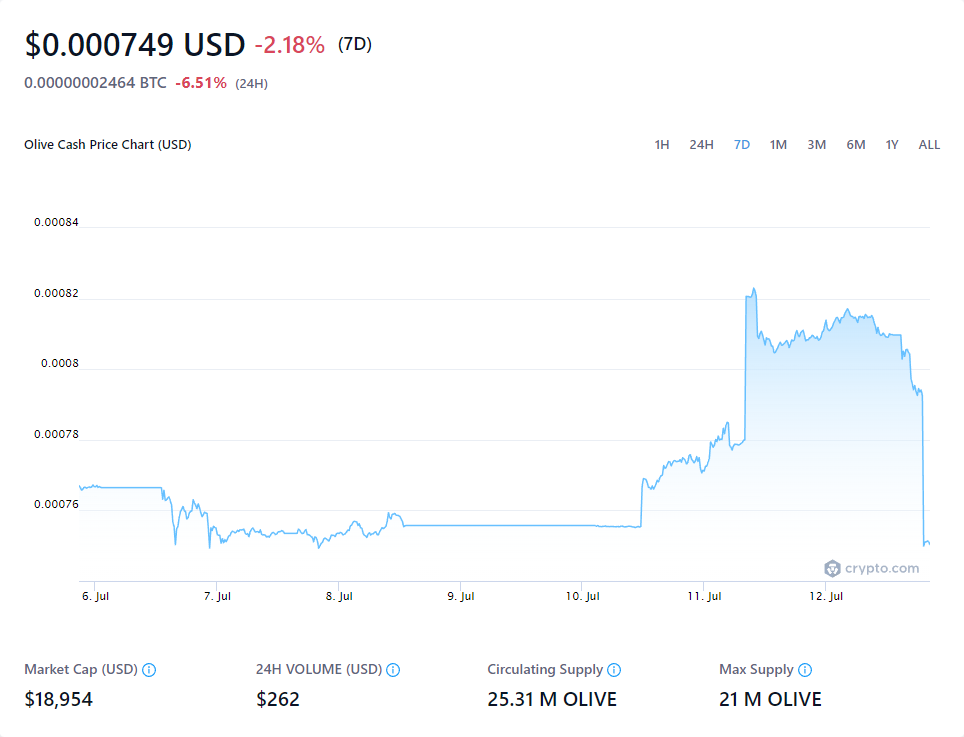 $0.000749 USD -2.18% (7D)
0.00000002464 BTC -6.51% (24H)
Olive Cash Price Chart (USD) 1H 24H 7D 1M 3M 6M 1Y ALL
0.00084
0.00082
0.0008
0.00078
0.00076
crypto.com
6. Jul 7. Jul 8. Jul 9. Jul 10. Jul 11. Jul 12. Jul
Market Cap (USD) 24H VOLUME (USD) Circulating Supply Max Supply
$18,954 $262 25.31 M OLIVE 21 M OLIVE